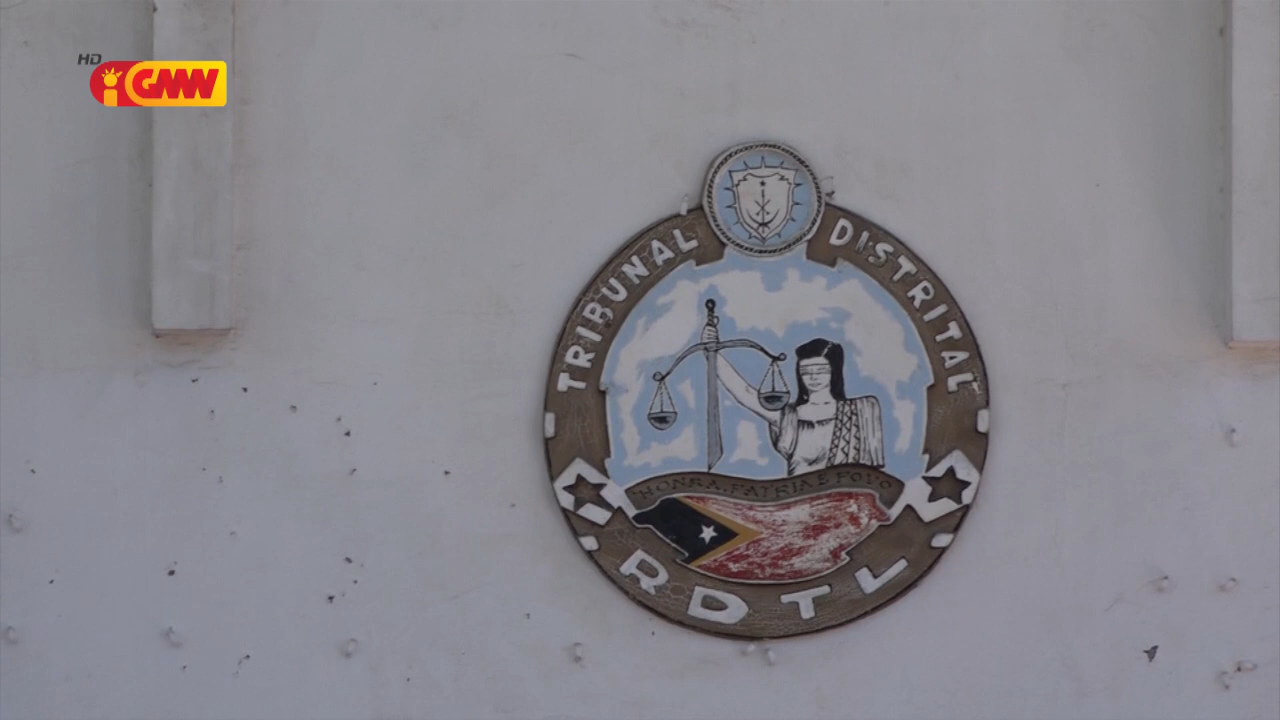 HD
GMN
TRIBUNAL DISTRITAL
HONRA, PATRIA E POVO
RDTL